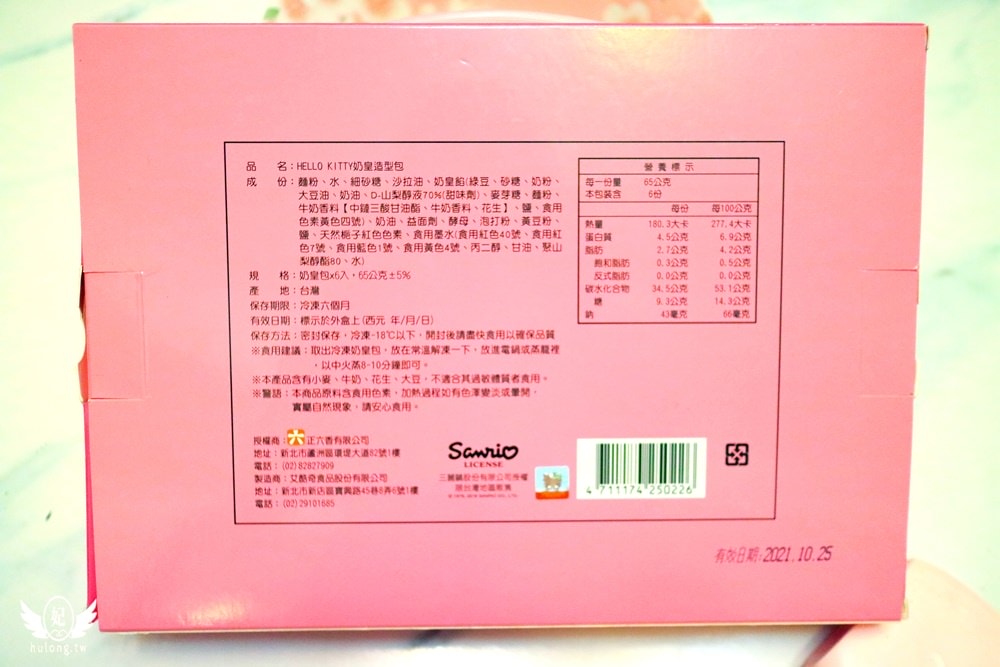 品　名：HELLO KITTY奶皇造型包
成　份：麵粉、水、細砂糖、沙拉油、奶皇餡(綠豆、砂糖、奶粉、
大豆油、奶油、D-山梨醇液70%(甜味劑)、麥芽糖、麵粉、
牛奶香料【中鏈三酸甘油酯、牛奶香料、花生】、鹽、食用
色素黃色四號)、奶油、益面劑、酵母、泡打粉、黃豆粉、
鹽、天然梔子紅色色素、食用墨水(食用紅色40號、食用紅
色7號、食用藍色1號、食用黃色4號、丙二醇、甘油、聚山
梨醇酯80、水)
規　格：奶皇包x6入，65公克±5%
產　地：台灣
保存期限：冷凍六個月
有效日期：標示於外盒上(西元 年/月/日)
保存方法：密封保存，冷凍-18℃以下，開封後請盡快食用以確保品質
※食用建議：取出冷凍奶皇包，放在常溫解凍一下，放進電鍋或蒸籠裡
，以中火蒸8-10分鐘即可。
※本產品含有小麥、牛奶、花生、大豆，不適合其過敏體質者食用。
※警語：本商品原料含食用色素，加熱過程如有色澤變淡或暈開，
實屬自然現象，請安心食用。
營養標示
每一份量 65公克
本包裝含 6份
每份 每100公克
熱量 180.3大卡 277.4大卡
蛋白質 4.5公克 6.9公克
脂肪 2.7公克 4.2公克
飽和脂肪 0.3公克 0.5公克
反式脂肪 0.0公克 0.0公克
碳水化合物 34.5公克 53.1公克
糖 9.3公克 14.3公克
鈉 43毫克 66毫克
授權商：六 正六香有限公司
地址：新北市蘆洲區環堤大道82號1樓
電話：(02)82827909
製造商：艾酷奇食品股份有限公司
地址：新北市新店區寶興路45巷8弄6號1樓
電話：(02)29101885
Sanrio
LICENSE
三麗鷗股份有限公司授權
限台灣地區販售
4 711174 250226
有效日期:2021.10.25
妃
hulong.tw